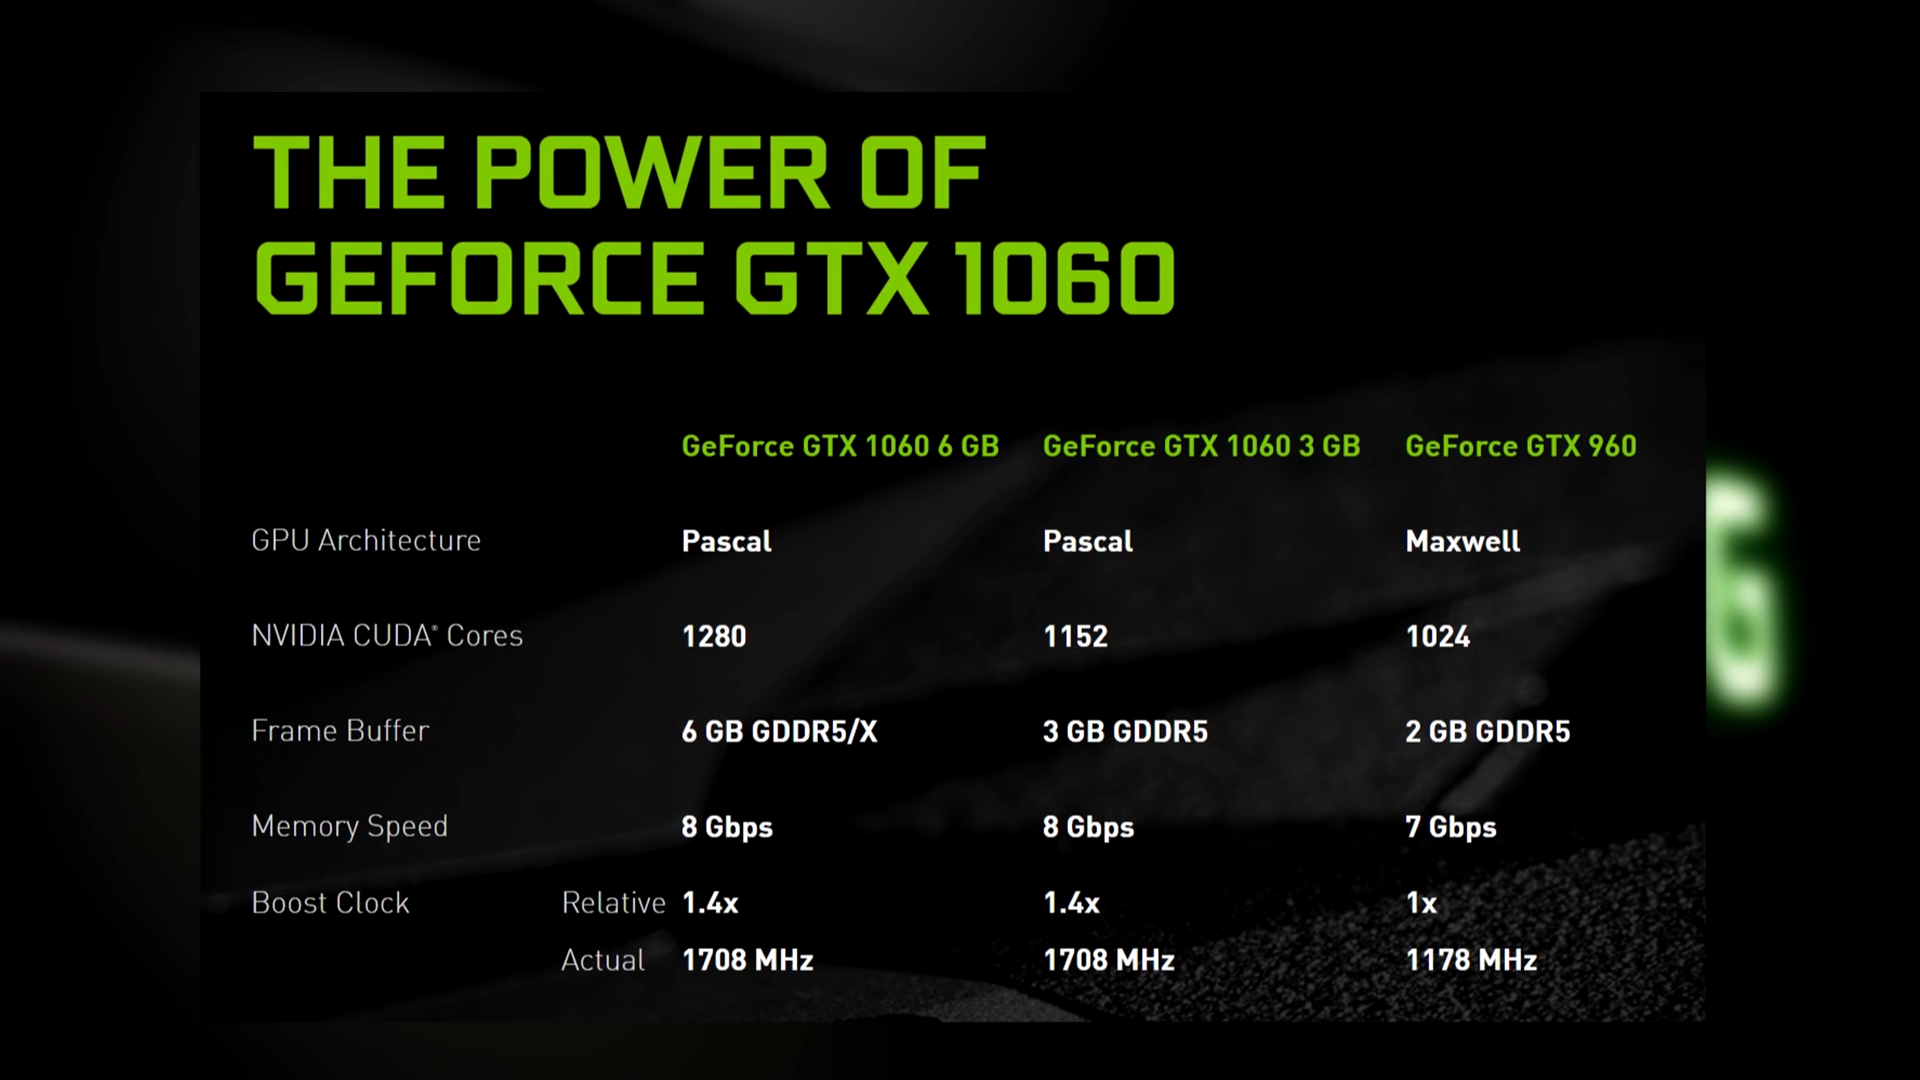 THE POWER OF
GEFORCE GTX 1060
GeForce GTX 1060 6 GB GeForce GTX 1060 3 GB GeForce GTX 960
GPU Architecture Pascal Pascal Maxwell
NVIDIA CUDA® Cores 1280 1152 1024
Frame Buffer 6 GB GDDR5/X 3 GB GDDR5 2 GB GDDR5
Memory Speed 8 Gbps 8 Gbps 7 Gbps
Boost Clock Relative 1.4x 1.4x 1x
Actual 1708 MHz 1708 MHz 1178 MHz